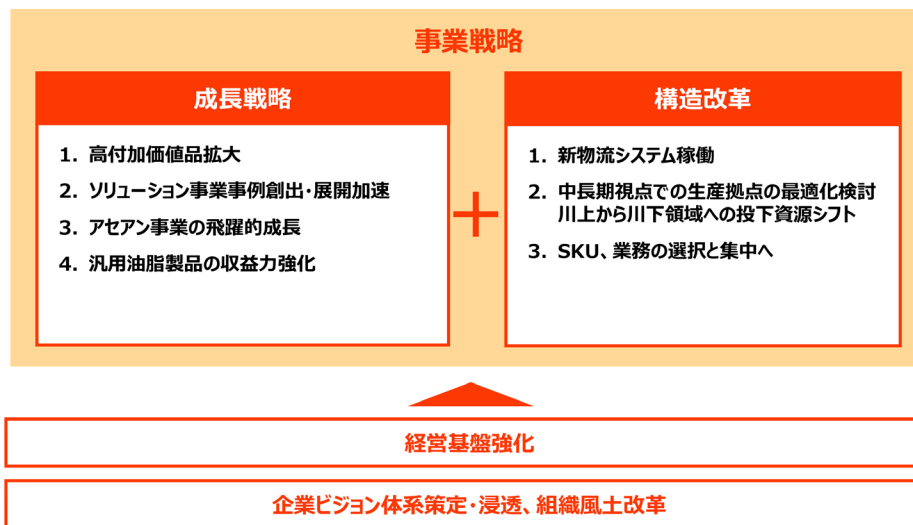 事業戦略
成長戦略
1. 高付加価値品拡大
2. ソリューション事業事例創出・展開加速
3. アセアン事業の飛躍的成長
4. 汎用油脂製品の収益力強化
+
構造改革
1. 新物流システム稼働
2. 中長期視点での生産拠点の最適化検討
川上から川下領域への投下資源シフト
3. SKU、業務の選択と集中へ
経営基盤強化
企業ビジョン体系策定・浸透、組織風土改革